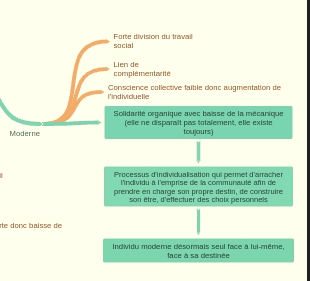 Forte division du travail
social
Lien de
complémentarité
Conscience collective faible donc augmentation de
l'individuelle
Solidarité organique avec baisse de la mécanique
(elle ne disparaît pas totalement, elle existe
toujours)
Moderne
Processus d'individualisation qui permet d'arracher
l'individu à l'emprise de la communauté afin de
prendre en charge son propre destin, de construire
son être, d'effectuer des choix personnels
donc baisse de
Individu moderne désormais seul face à lui-même,
face à sa destinée